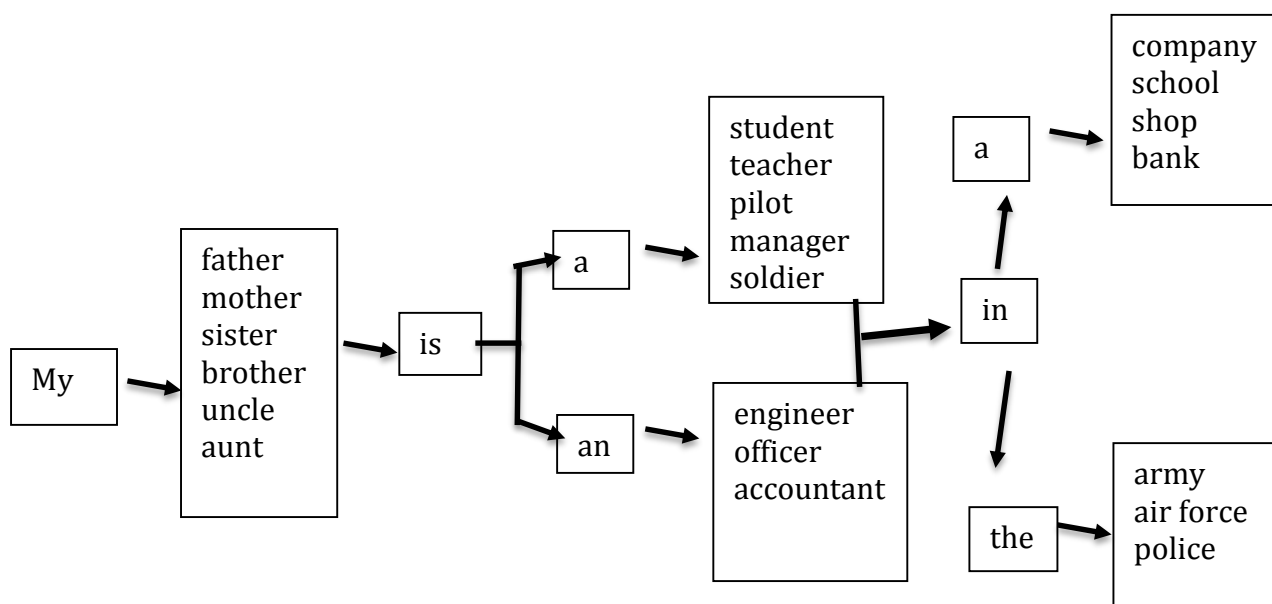 My
father
mother
sister
brother
uncle
aunt
is
a
an
student
teacher
pilot
manager
soldier
engineer
officer
accountant
in
a
the
company
school
shop
bank
army
air force
police